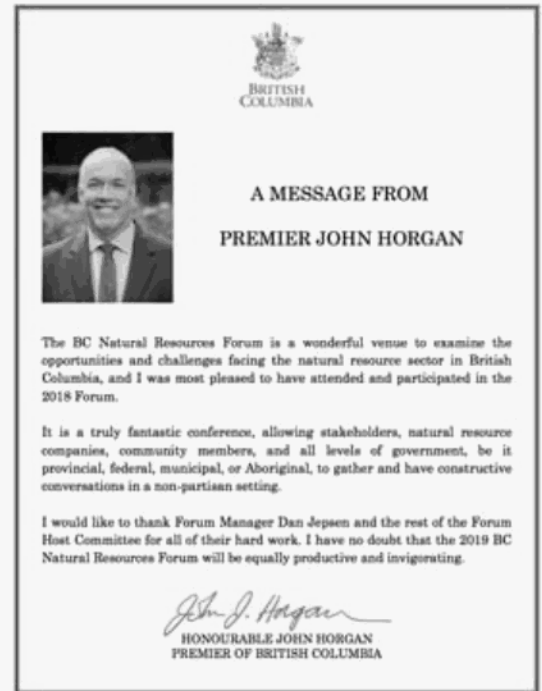 BRITISH
COLUMBIA
A MESSAGE FROM
PREMIER JOHN HORGAN
The BC Natural Resources Forum is a wonderful venue to examine the
opportunities and challenges facing the natural resource sector in British
Columbia, and I was most pleased to have attended and participated in the
2018 Forum.
It is a truly fantastic conference, allowing stakeholders, natural resource
companies, community members, and all levels of government, be it
provincial, federal, municipal, or Aboriginal, to gather and have constructive
conversations in a non-partisan setting.
I would like to thank Forum Manager Dan Jepsen and the rest of the Forum
Host Committee for all of their hard work. I have no doubt that the 2019 BC
Natural Resources Forum will be equally productive and invigorating.
John J. Horgan
HONOURABLE JOHN HORGAN
PREMIER OF BRITISH COLUMBIA